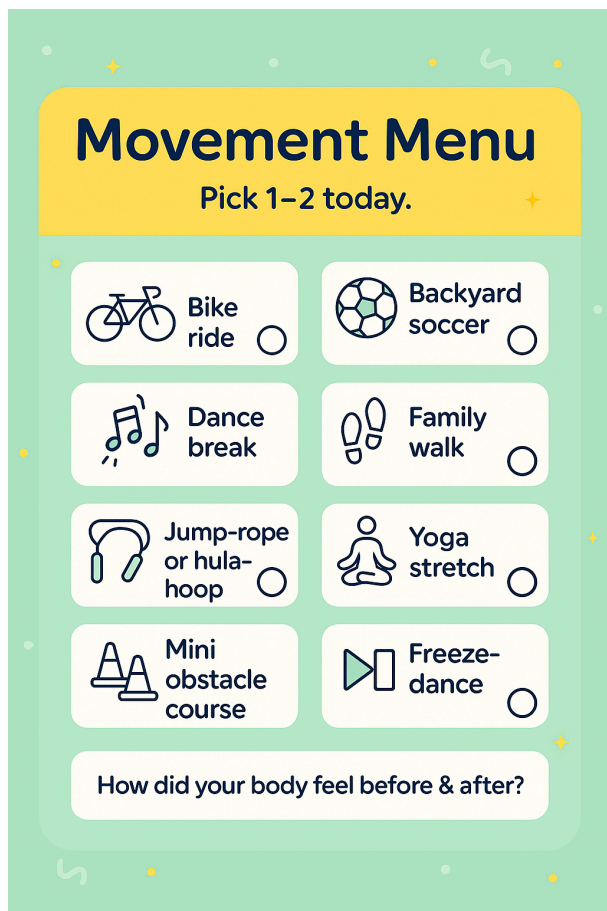 Movement Menu
Pick 1–2 today.
Bike
ride
Backyard
soccer
Dance
break
Family
walk
Jump-rope
or hula-
hoop
Yoga
stretch
Mini
obstacle
course
Freeze-
dance
How did your body feel before & after?